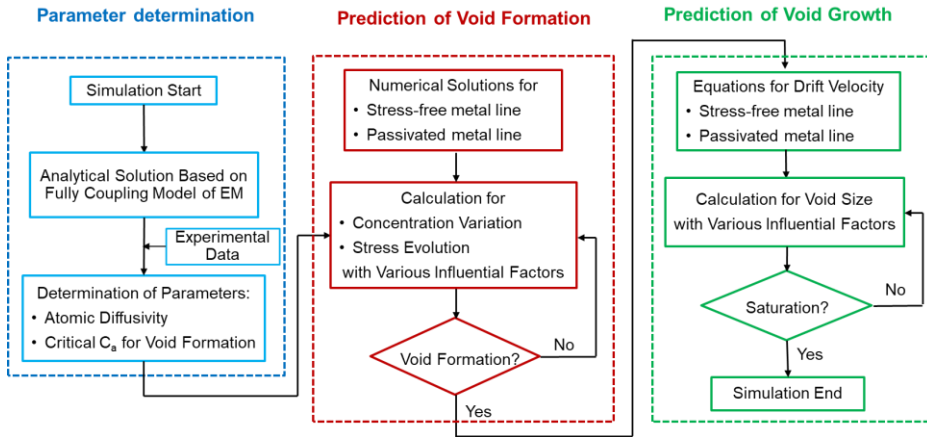 Parameter determination
Simulation Start
Analytical Solution Based on
Fully Coupling Model of EM
Experimental
Data
Determination of Parameters:
• Atomic Diffusivity
• Critical Cₐ for Void Formation
Prediction of Void Formation
Numerical Solutions for
• Stress-free metal line
• Passivated metal line
Calculation for
• Concentration Variation
• Stress Evolution
with Various Influential Factors
Void Formation?
No
Yes
Prediction of Void Growth
Equations for Drift Velocity
• Stress-free metal line
• Passivated metal line
Calculation for Void Size
with Various Influential Factors
Saturation?
No
Yes
Simulation End